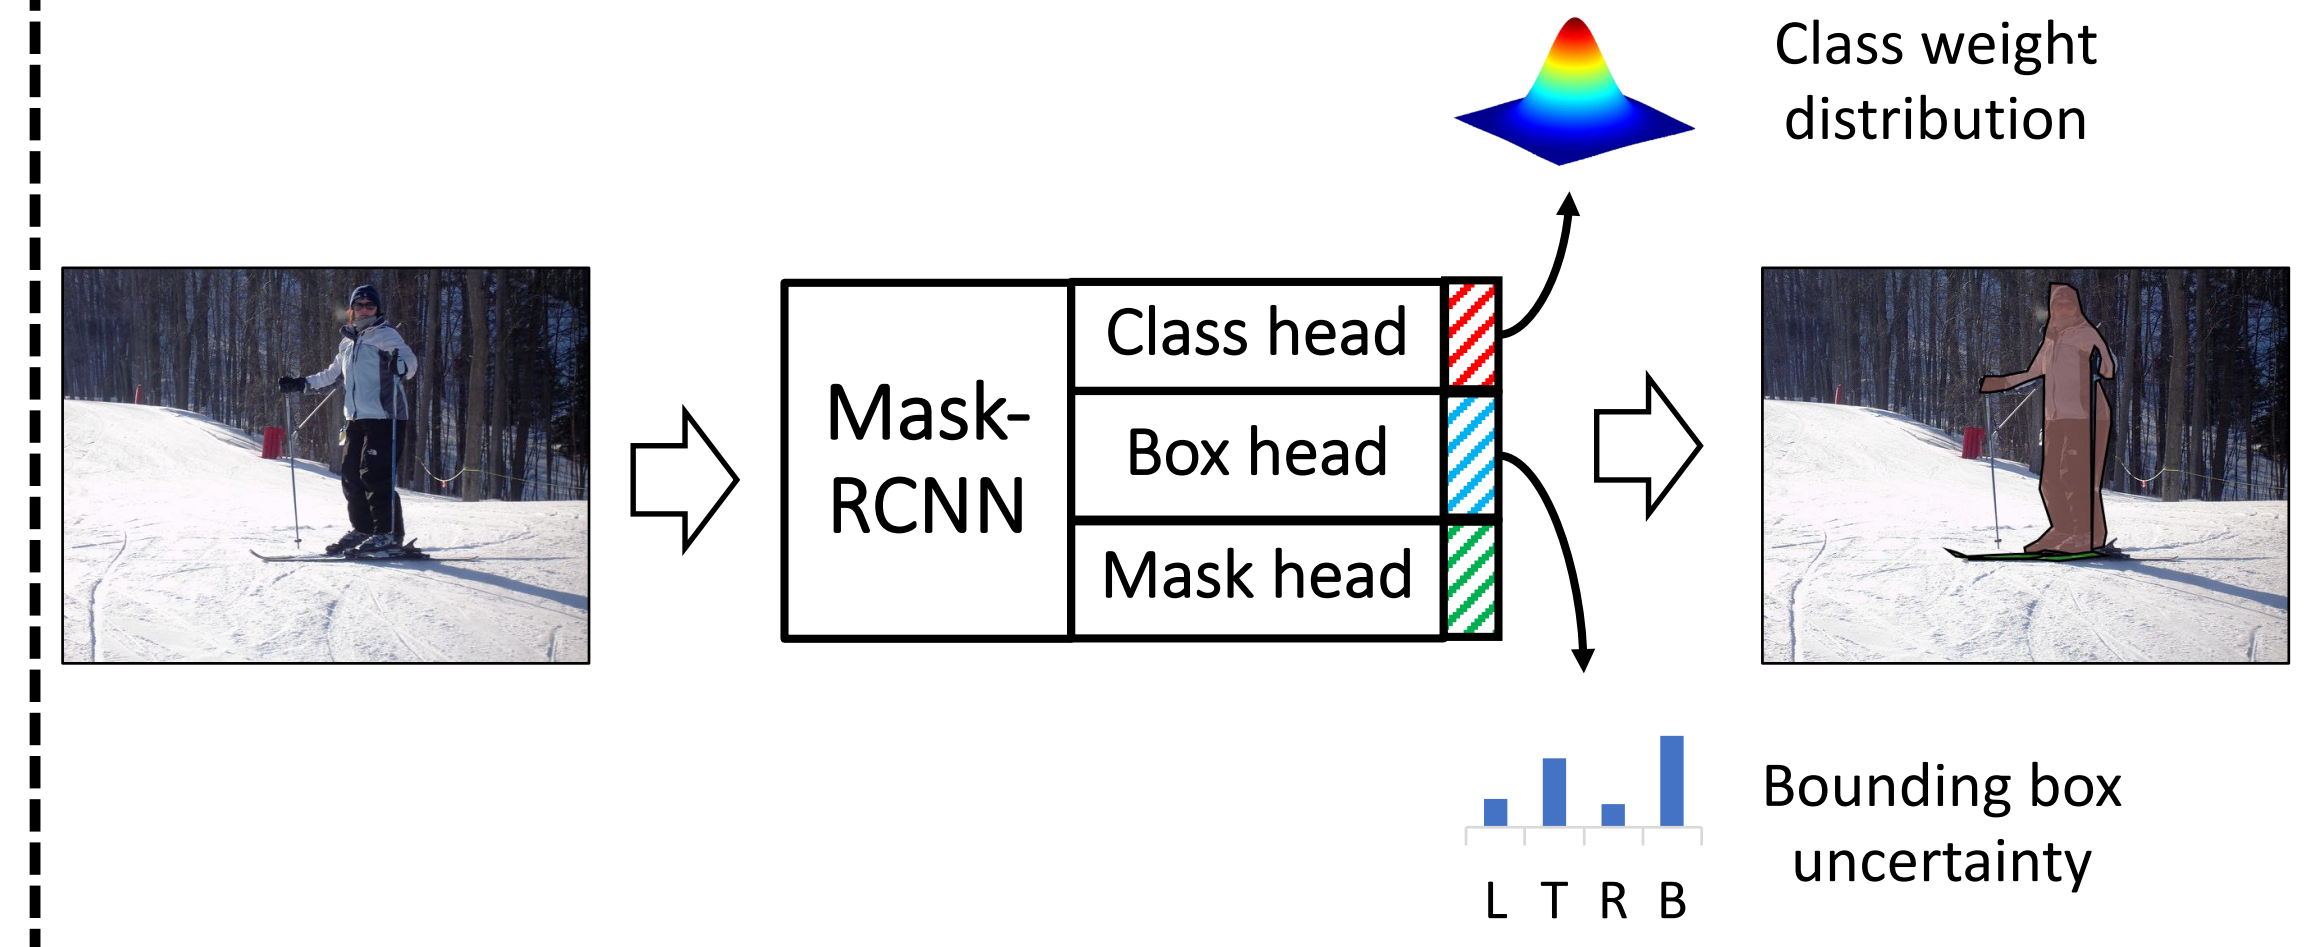 Class weight
distribution
Mask-
RCNN
Class head
Box head
Mask head
Bounding box
uncertainty
L T R B